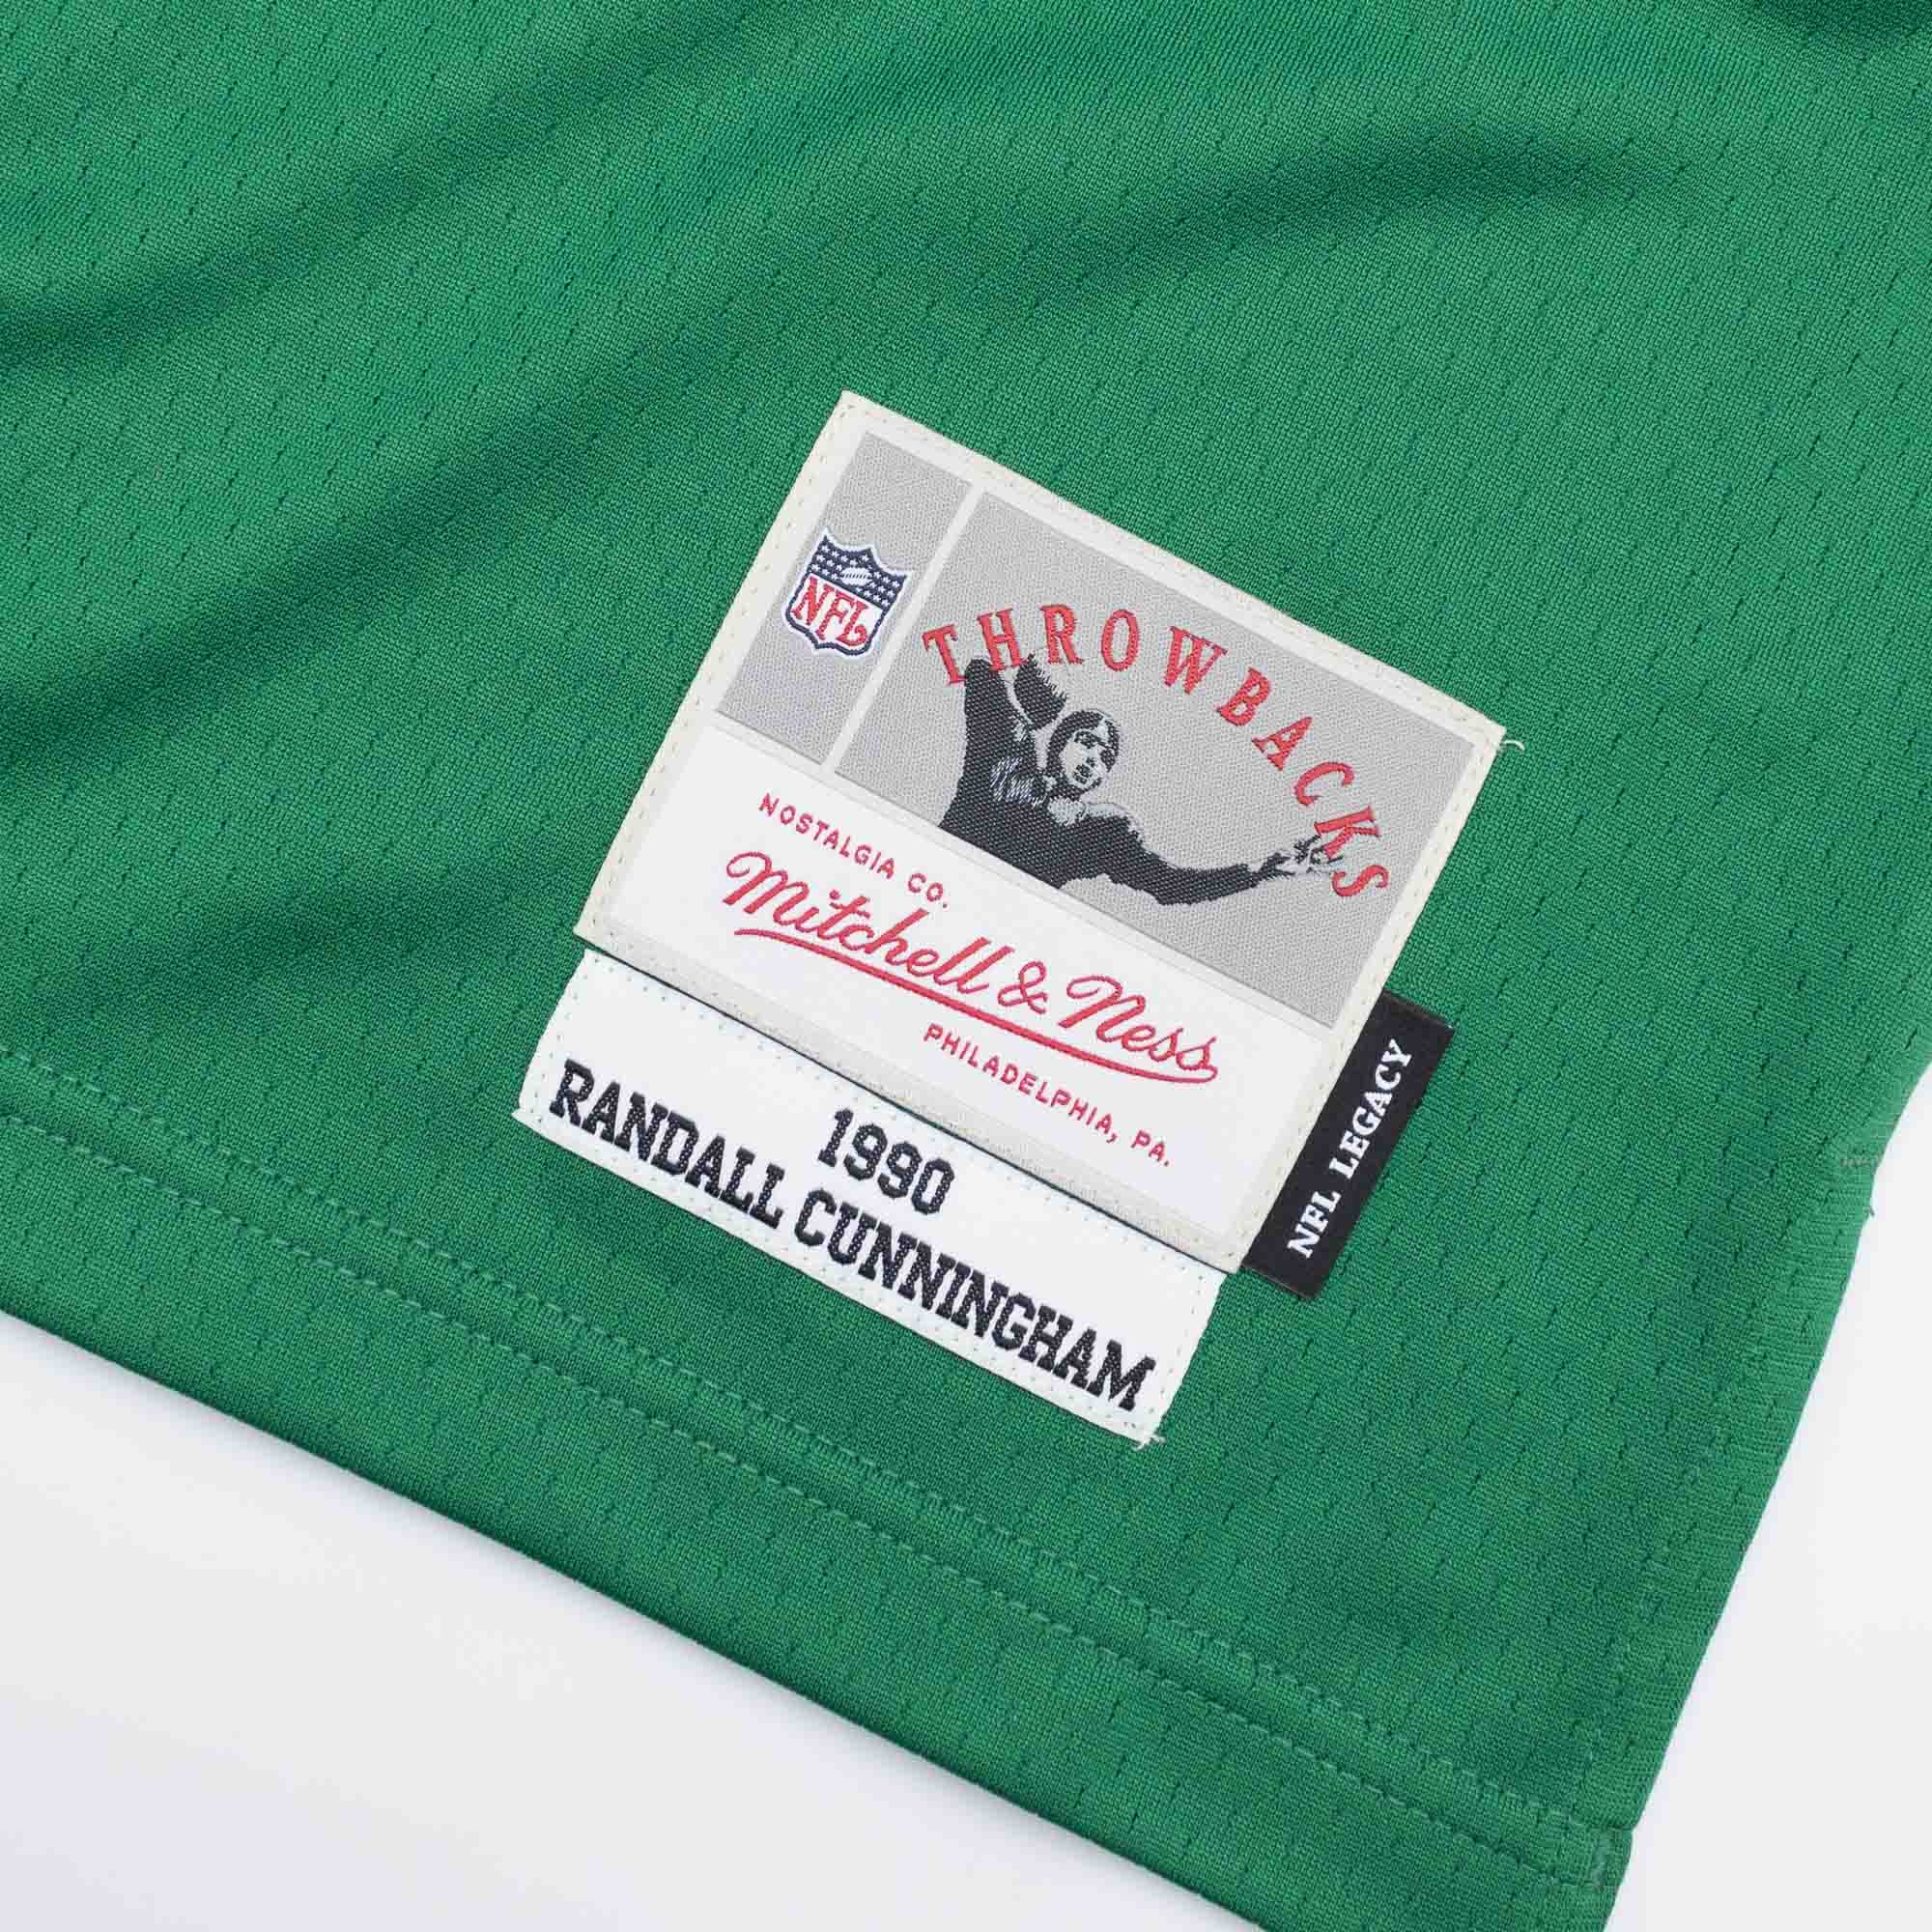 NFL
THROWBACKS
NOSTALGIA CO.
Mitchell & Ness
PHILADELPHIA, PA.
NFL LEGACY
1990
RANDALL CUNNINGHAM